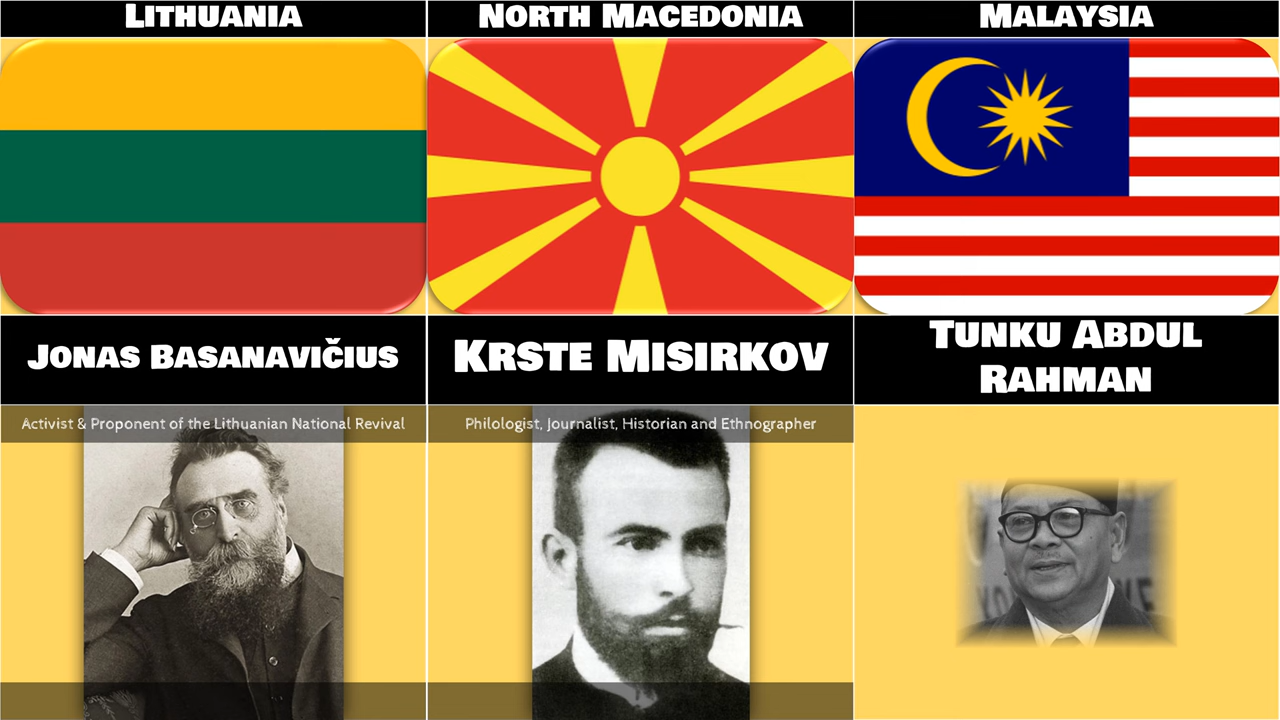 LITHUANIA
NORTH MACEDONIA
MALAYSIA
JONAS BASANAVIČIUS
KRSTE MISIRKOV
TUNKU ABDUL
RAHMAN
Activist & Proponent of the Lithuanian National Revival
Philologist, Journalist, Historian and Ethnographer